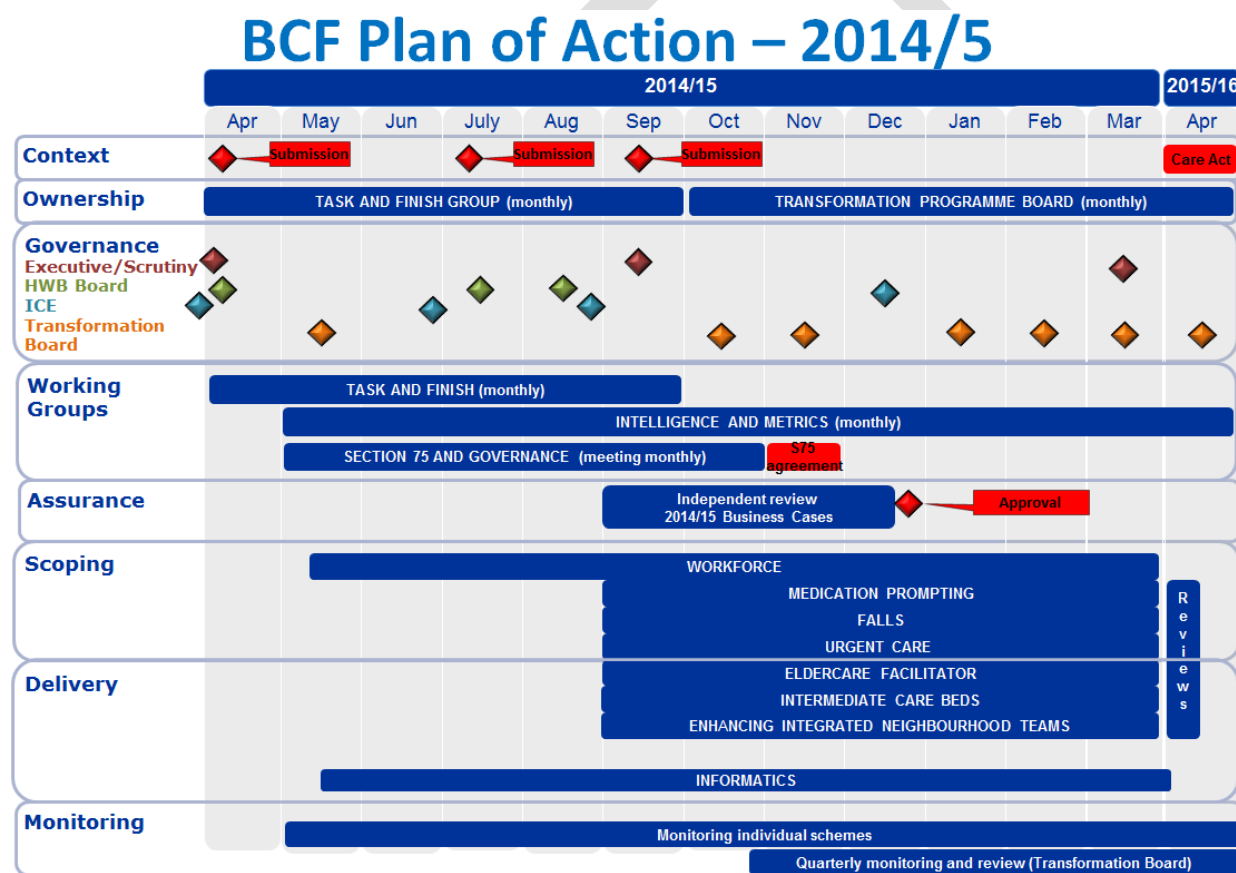 BCF Plan of Action – 2014/5
2014/15
2015/16
Apr May Jun July Aug Sep Oct Nov Dec Jan Feb Mar Apr
Context
Submission
Submission
Submission
Care Act
Ownership
TASK AND FINISH GROUP (monthly)
TRANSFORMATION PROGRAMME BOARD (monthly)
Governance
Executive/Scrutiny
HWB Board
ICE
Transformation
Board
Working
Groups
TASK AND FINISH (monthly)
INTELLIGENCE AND METRICS (monthly)
SECTION 75 AND GOVERNANCE (meeting monthly)
S75
agreement
Assurance
Independent review
2014/15 Business Cases
Approval
Scoping
WORKFORCE
MEDICATION PROMPTING
FALLS
URGENT CARE
Reviews
Delivery
ELDERCARE FACILITATOR
INTERMEDIATE CARE BEDS
ENHANCING INTEGRATED NEIGHBOURHOOD TEAMS
INFORMATICS
Monitoring
Monitoring individual schemes
Quarterly monitoring and review (Transformation Board)